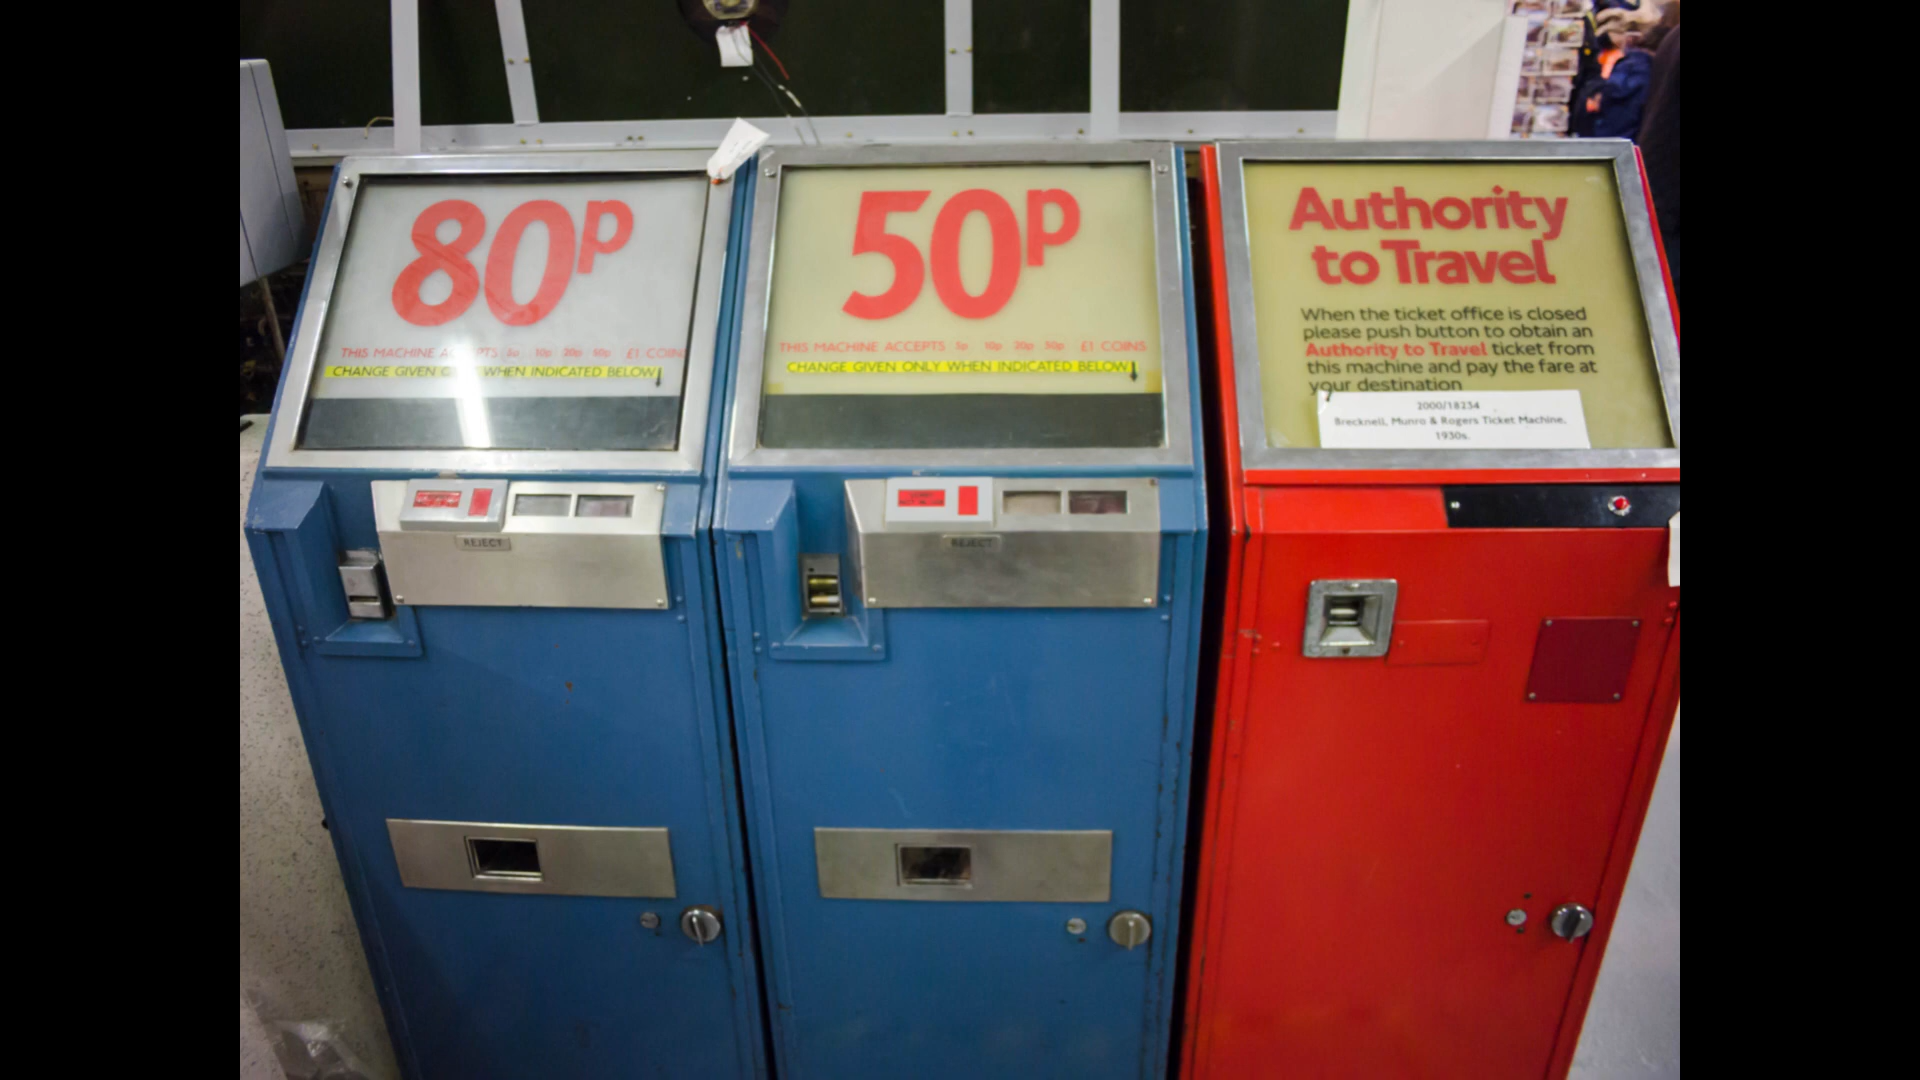 80p
THIS MACHINE ACCEPTS 5p 10p 20p 50p £1 COINS
CHANGE GIVEN ONLY WHEN INDICATED BELOW
REJECT
50p
THIS MACHINE ACCEPTS 5p 10p 20p 50p £1 COINS
CHANGE GIVEN ONLY WHEN INDICATED BELOW
REJECT
Authority
to Travel
When the ticket office is closed
please push button to obtain an
Authority to Travel ticket from
this machine and pay the fare at
your destination
2000/18234
Brecknell, Munro & Rogers Ticket Machine,
1930s.